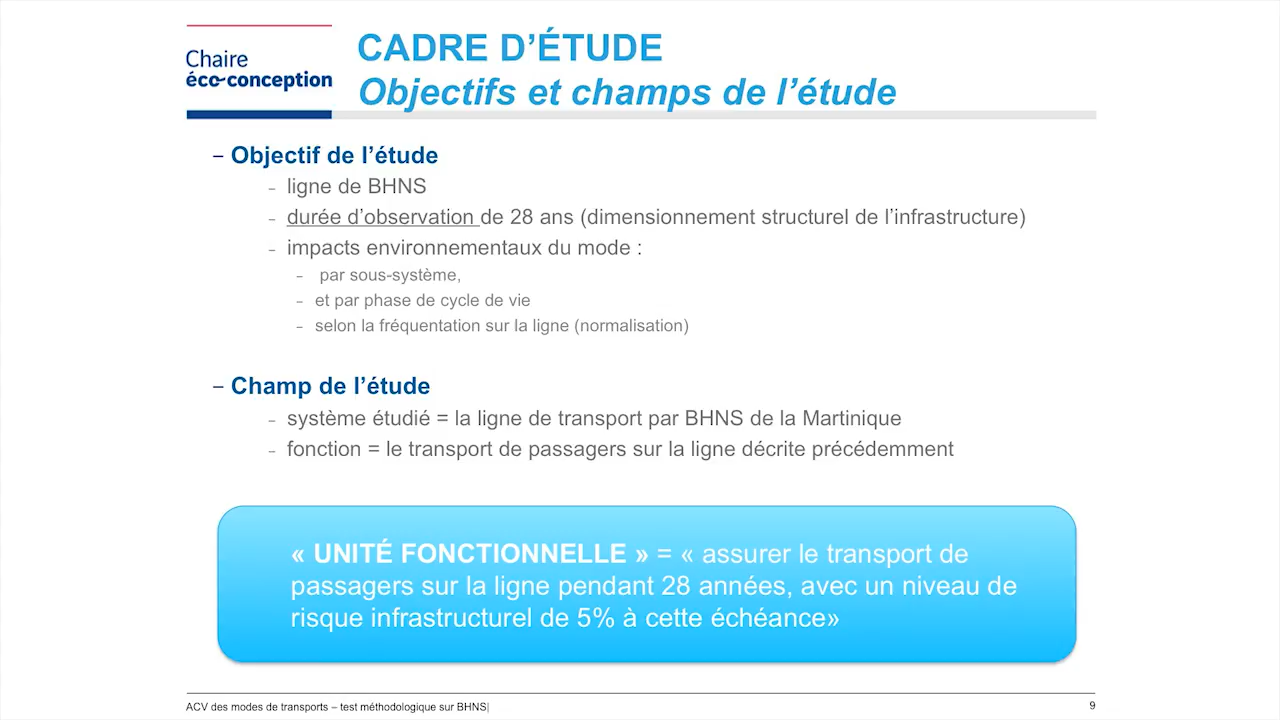 Chaire
éco-conception
CADRE D’ÉTUDE
Objectifs et champs de l’étude
– Objectif de l’étude
- ligne de BHNS
- durée d’observation de 28 ans (dimensionnement structurel de l’infrastructure)
- impacts environnementaux du mode :
- par sous-système,
- et par phase de cycle de vie
- selon la fréquentation sur la ligne (normalisation)
– Champ de l’étude
- système étudié = la ligne de transport par BHNS de la Martinique
- fonction = le transport de passagers sur la ligne décrite précédemment
« UNITÉ FONCTIONNELLE » = « assurer le transport de
passagers sur la ligne pendant 28 années, avec un niveau de
risque infrastructurel de 5% à cette échéance»
ACV des modes de transports – test méthodologique sur BHNS|
9